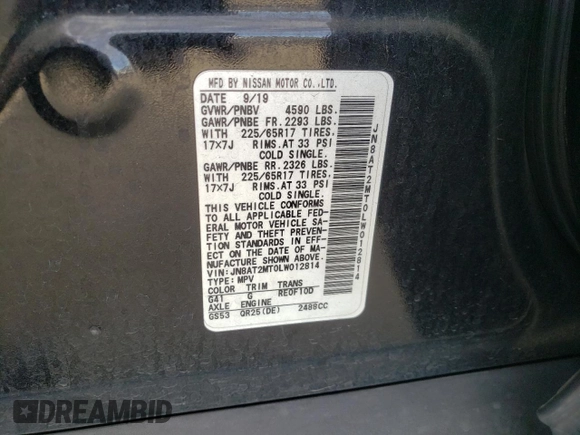 MFD BY NISSAN MOTOR CO.,LTD.
DATE 9/19
GVWR/PNBV 4590 LBS.
GAWR/PNBE FR. 2293 LBS.
WITH 225/65R17 TIRES.
17×7J RIMS.AT 33 PSI
COLD SINGLE.
GAWR/PNBE RR. 2326 LBS.
WITH 225/65R17 TIRES.
17×7J RIMS.AT 33 PSI
COLD SINGLE.
THIS VEHICLE CONFORMS
TO ALL APPLICABLE FED-
ERAL MOTOR VEHICLE SA-
FETY AND THEFT PREVEN-
TION STANDARDS IN EFF-
ECT ON THE DATE OF MA-
NUFACTURE SHOWN ABOVE.
VIN:JN8AT2MT0LW012814
TYPE:MPV
COLOR TRIM TRANS
G41 G RE0F10D
AXLE ENGINE
GS53 QR25(DE) 2488CC
JN8AT2MT0LW012814
DREAMBID